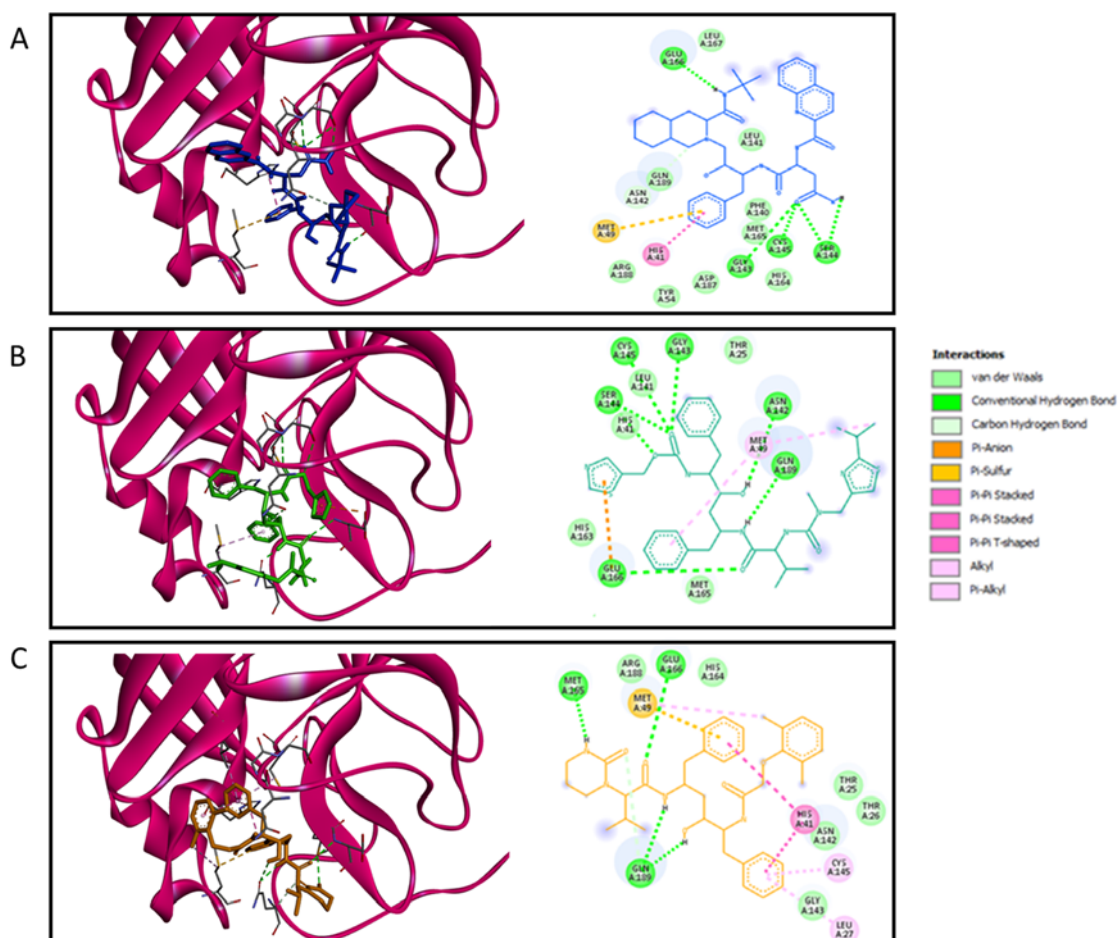 A
LEU
A:167
GLU
A:166
LEU
A:141
GLN
A:189
ASN
A:142
PHE
A:140
MET
A:49
MET
A:165
CYS
A:145
SER
A:144
HIS
A:41
GLY
A:143
HIS
A:164
ARG
A:188
ASP
A:187
TYR
A:54
H
B
CYS
A:145
GLY
A:143
THR
A:25
LEU
A:141
SER
A:144
ASN
A:142
HIS
A:41
MET
A:49
GLN
A:189
H
H
HIS
A:163
GLU
A:166
MET
A:165
Interactions
van der Waals
Conventional Hydrogen Bond
Carbon Hydrogen Bond
Pi-Anion
Pi-Sulfur
Pi-Pi Stacked
Pi-Pi Stacked
Pi-Pi T-shaped
Alkyl
Pi-Alkyl
C
ARG
A:188
GLU
A:166
HIS
A:164
MET
A:165
MET
A:49
H
THR
A:25
THR
A:26
H
HIS
A:41
ASN
A:142
H
GLN
A:189
CYS
A:145
GLY
A:143
LEU
A:27